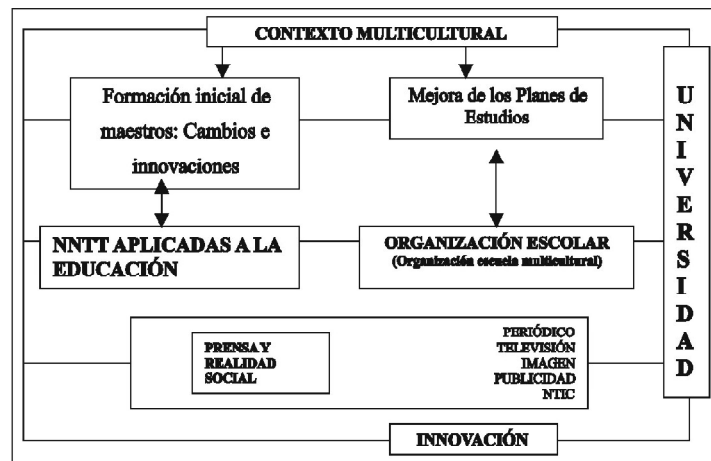 CONTEXTO MULTICULTURAL
Formación inicial de
maestros: Cambios e
innovaciones
Mejora de los Planes de
Estudios
NNTT APLICADAS A LA
EDUCACIÓN
ORGANIZACIÓN ESCOLAR
(Organización escuela multicultural)
PRENSA Y
REALIDAD
SOCIAL
PERIÓDICO
TELEVISIÓN
IMAGEN
PUBLICIDAD
NTIC
UNIVERSIDAD
INNOVACIÓN